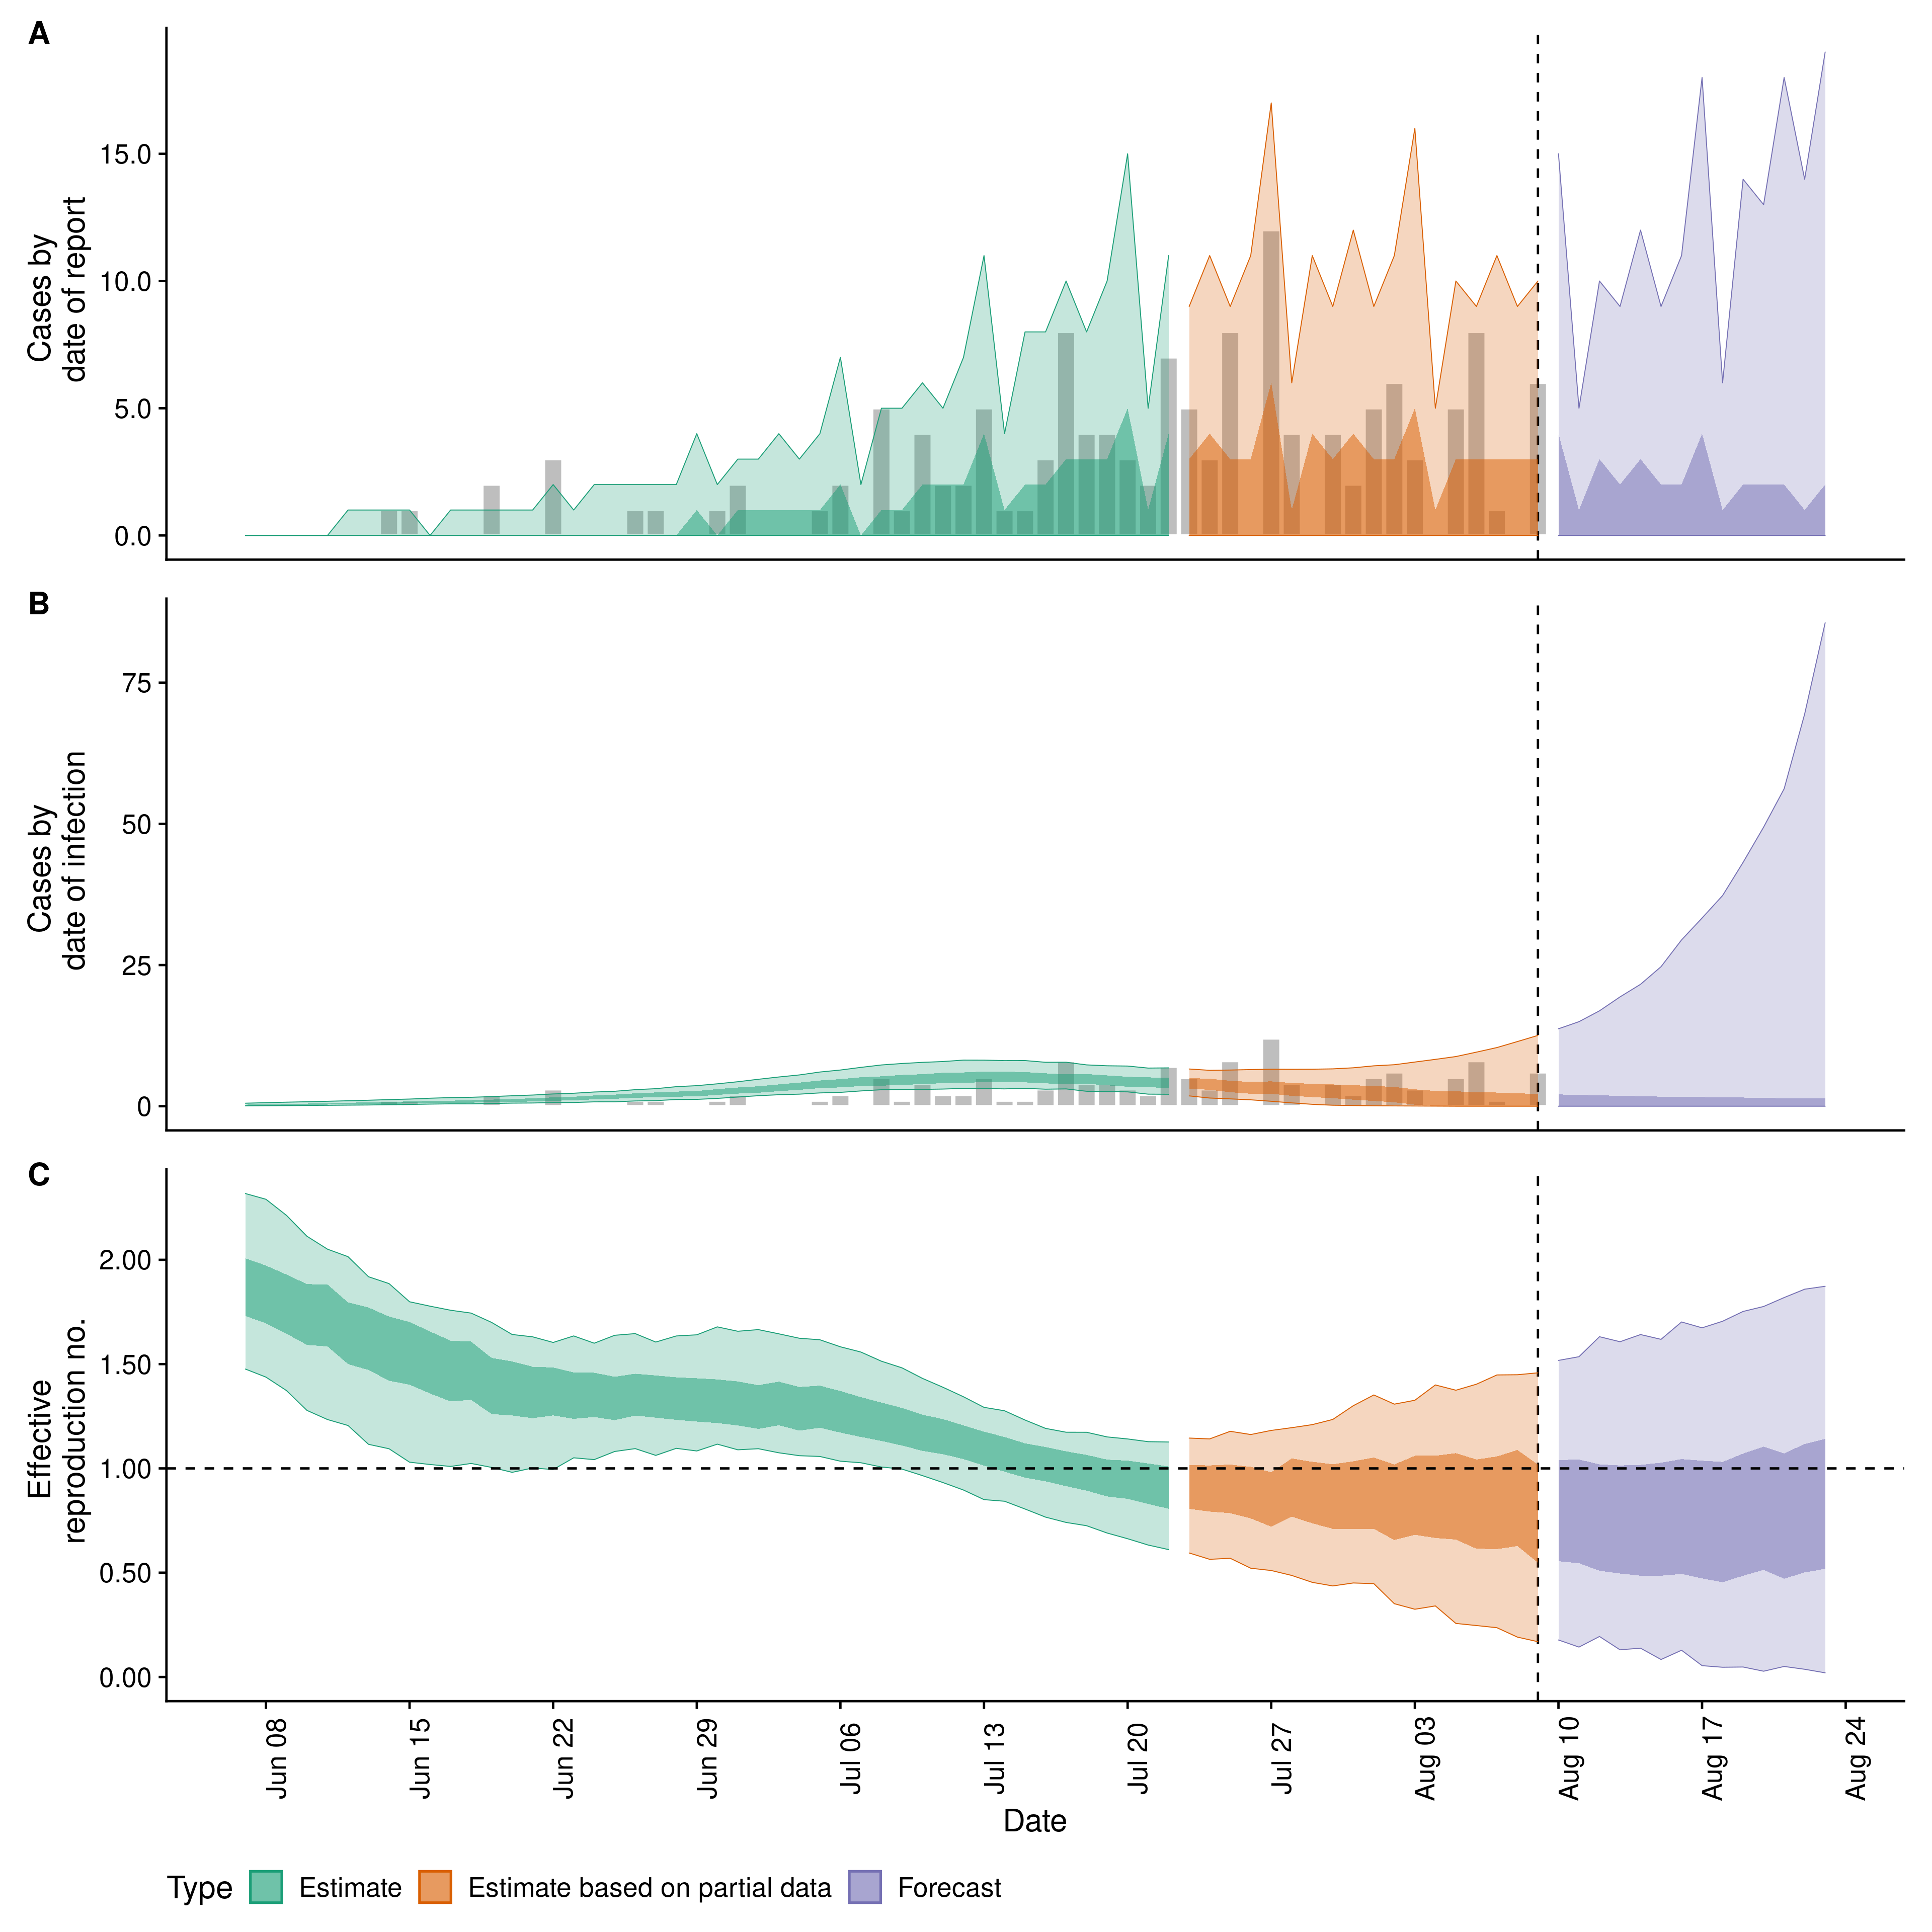 A
Cases by
date of report
15.0
10.0
5.0
0.0
B
Cases by
date of infection
75
50
25
0
C
Effective
reproduction no.
2.00
1.50
1.00
0.50
0.00
Jun 08
Jun 15
Jun 22
Jun 29
Jul 06
Jul 13
Jul 20
Jul 27
Aug 03
Aug 10
Aug 17
Aug 24
Date
Type
Estimate
Estimate based on partial data
Forecast